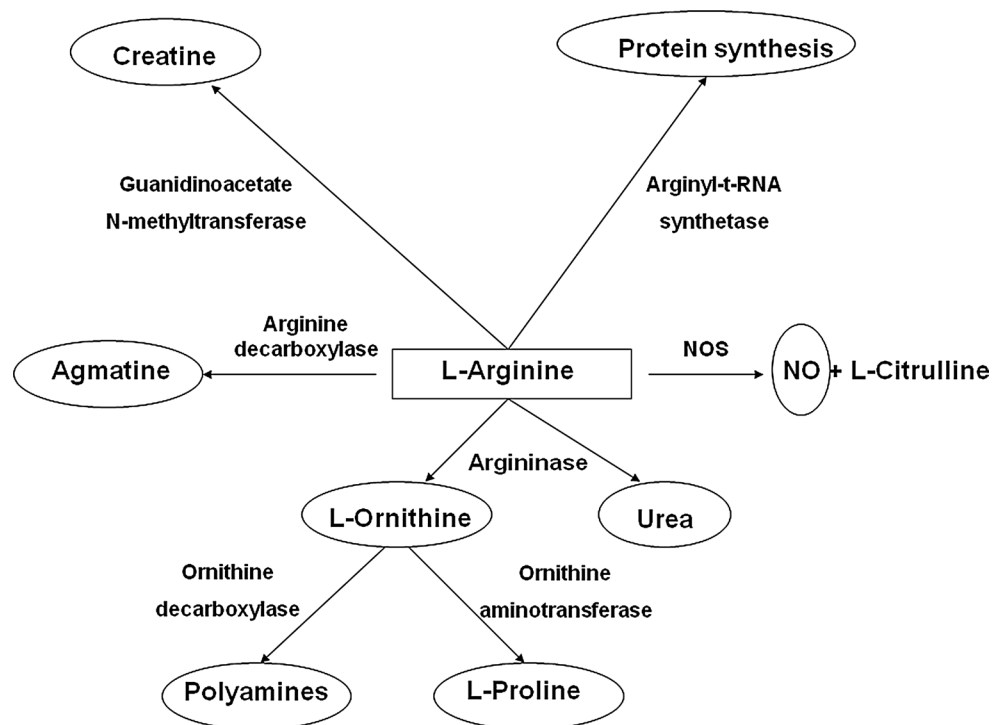 Creatine
Protein synthesis
Guanidinoacetate
N-methyltransferase
Arginyl-t-RNA
synthetase
Arginine
decarboxylase
Agmatine
L-Arginine
NOS
NO + L-Citrulline
Argininase
L-Ornithine
Urea
Ornithine
decarboxylase
Ornithine
aminotransferase
Polyamines
L-Proline